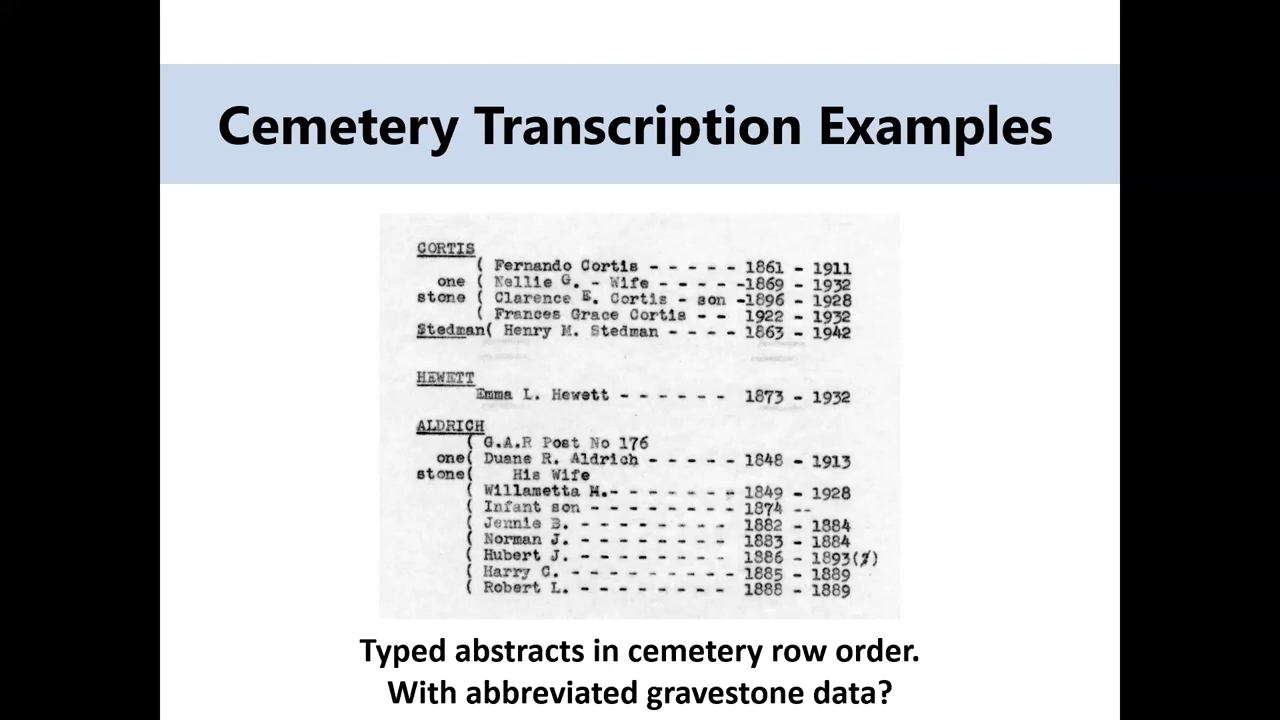 Cemetery Transcription Examples
CORTIS
( Fernando Cortis - - - - - 1861 - 1911
one ( Nellie G. - Wife - - - - -1869 - 1932
stone ( Clarence E. Cortis - son -1896 - 1928
( Frances Grace Cortis - - 1922 - 1932
Stedman( Henry M. Stedman - - - - 1863 - 1942
HEWETT
Emma L. Hewett - - - - - - 1873 - 1932
ALDRICH
( G.A.R Post No 176
one( Duane R. Aldrich - - - - - 1848 - 1913
stone( His Wife
( Willametta M.- - - - - - - - 1849 - 1928
( Infant son - - - - - - - - 1874 --
( Jennie B. - - - - - - - - 1882 - 1884
( Norman J. - - - - - - - - 1883 - 1884
( Hubert J. - - - - - - - - 1886 - 1893
( Harry C. - - - - - - - - - 1885 - 1889
( Robert L. - - - - - - - - 1888 - 1889
Typed abstracts in cemetery row order.
With abbreviated gravestone data?